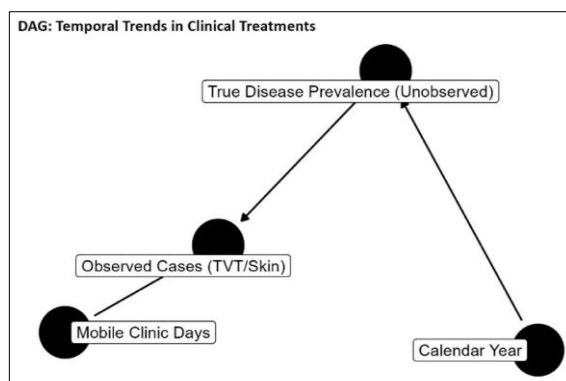 DAG: Temporal Trends in Clinical Treatments
True Disease Prevalence (Unobserved)
Observed Cases (TVT/Skin)
Mobile Clinic Days
Calendar Year